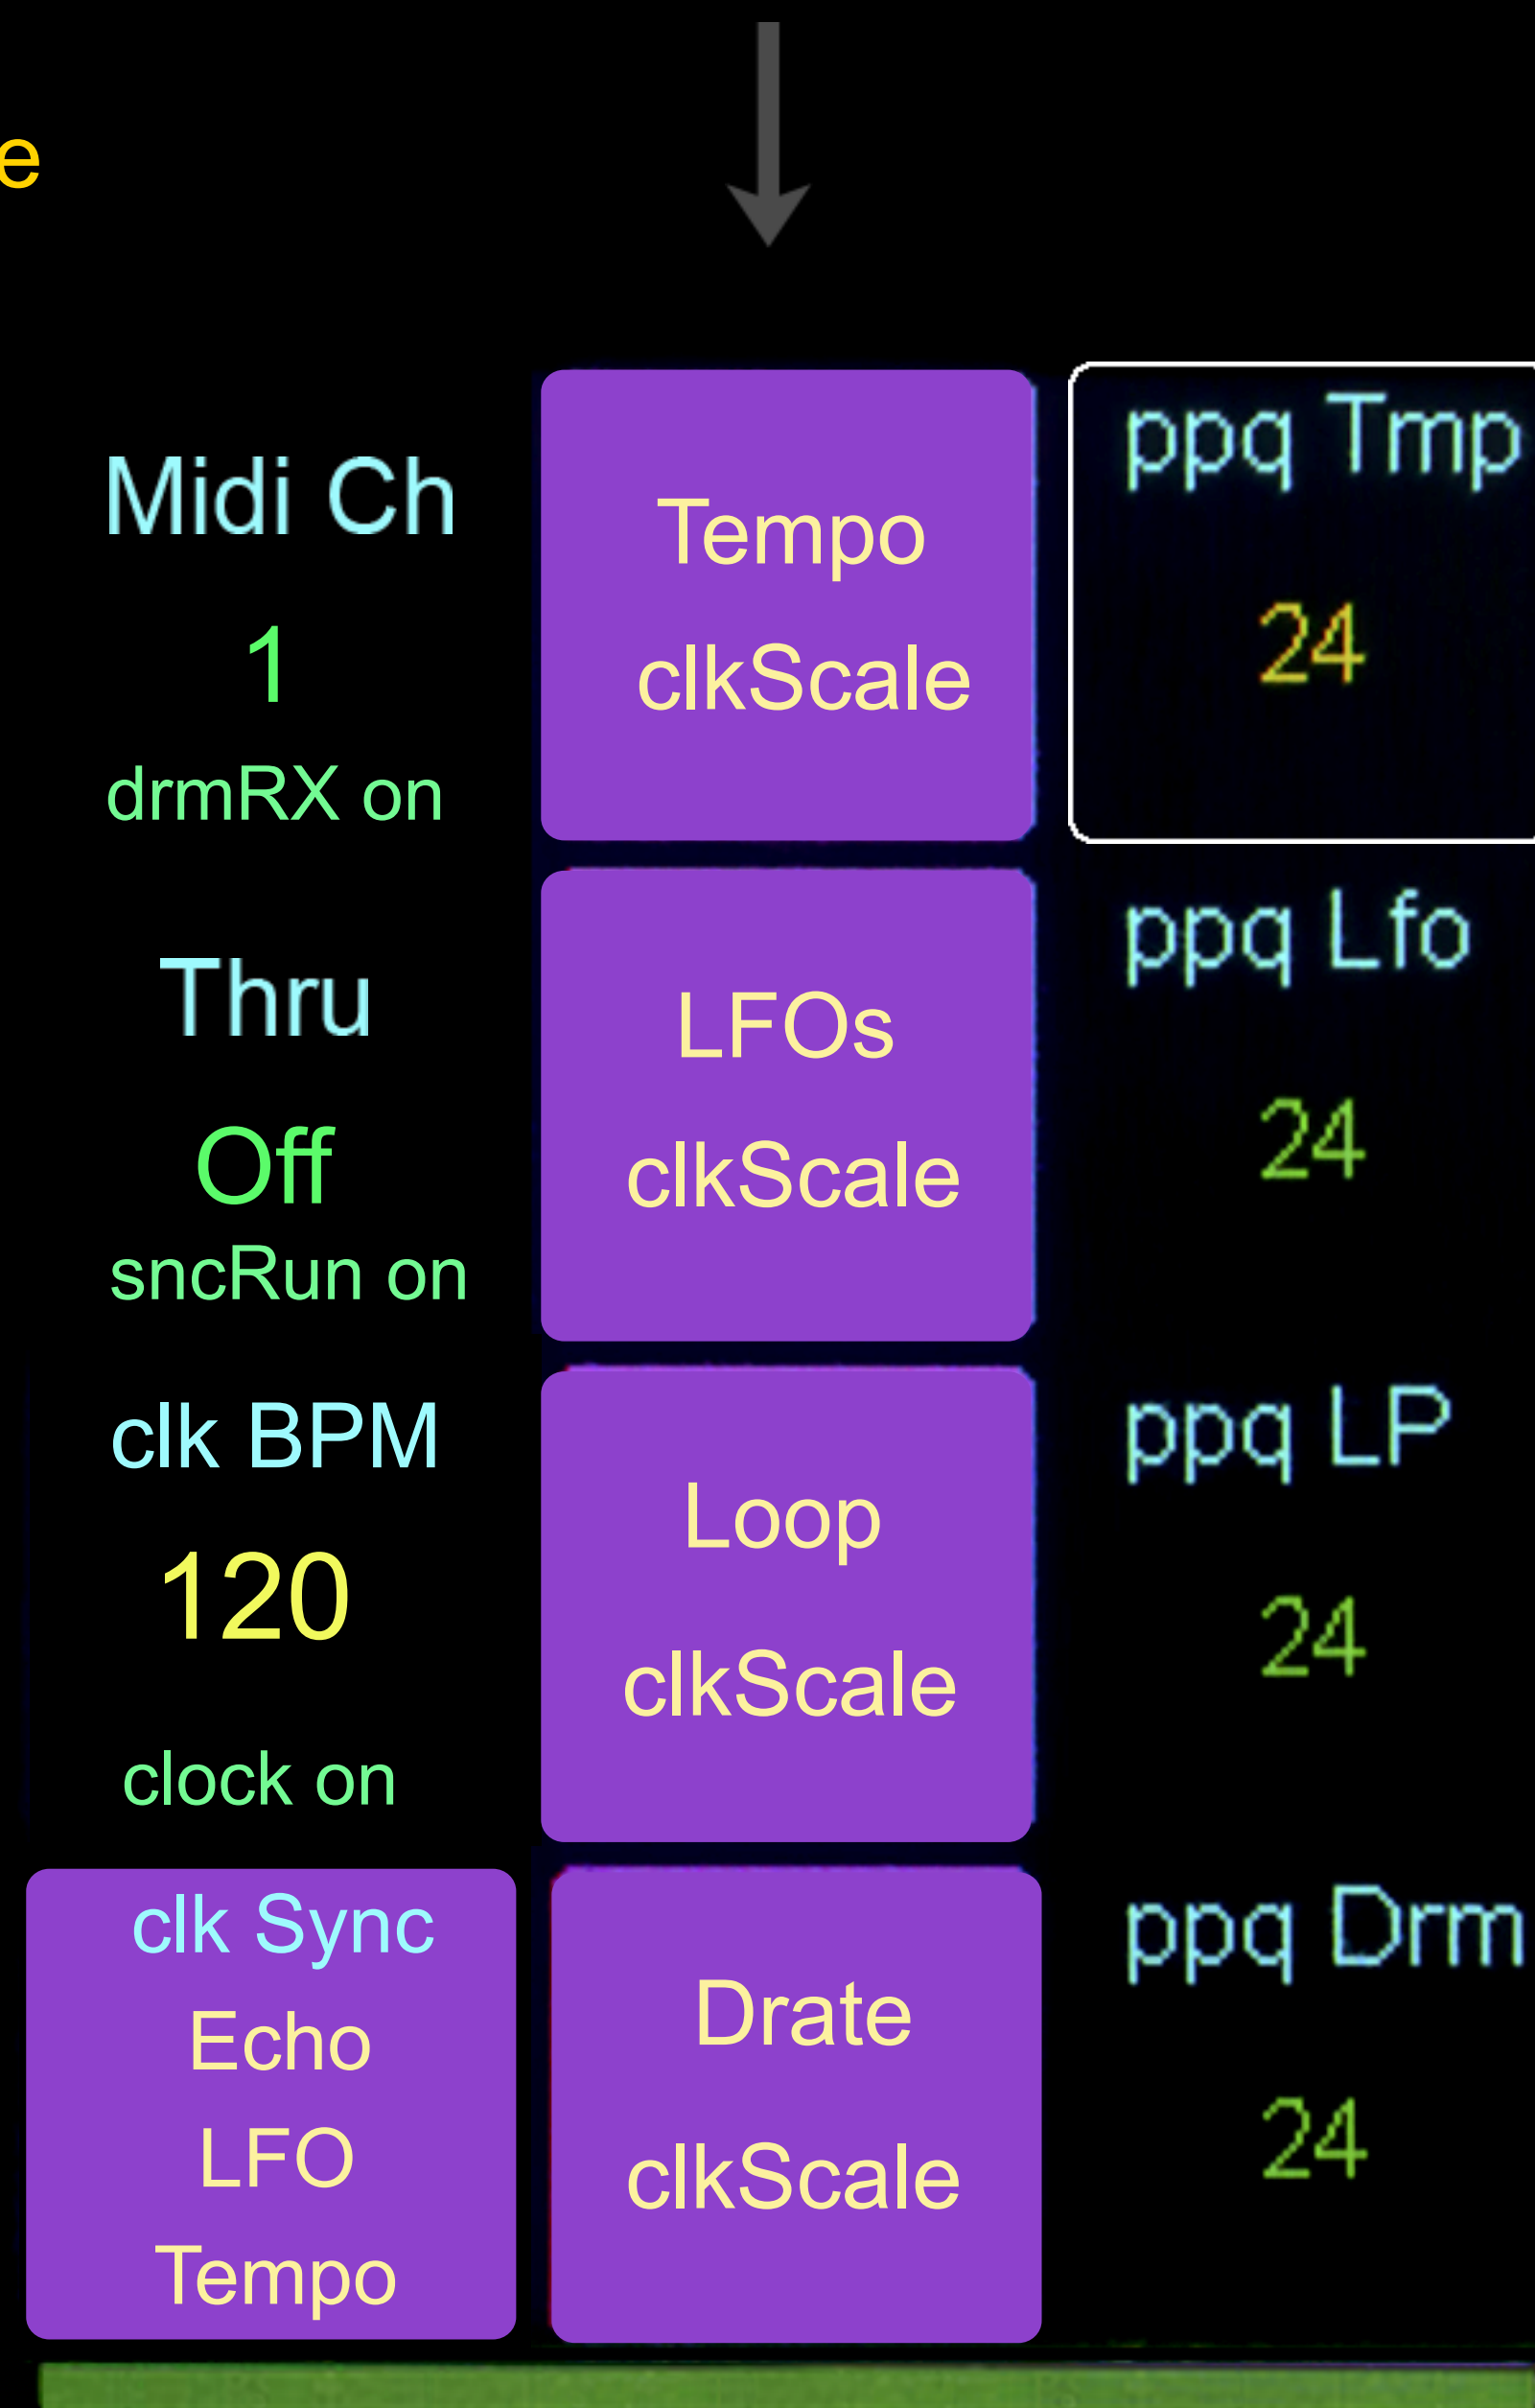 e
Midi Ch
1
drmRX on
Tempo
clkScale
ppq Tmp
24
Thru
Off
sncRun on
LFOs
clkScale
ppq Lfo
24
clk BPM
120
clock on
Loop
clkScale
ppq LP
24
clk Sync
Echo
LFO
Tempo
Drate
clkScale
ppq Drm
24